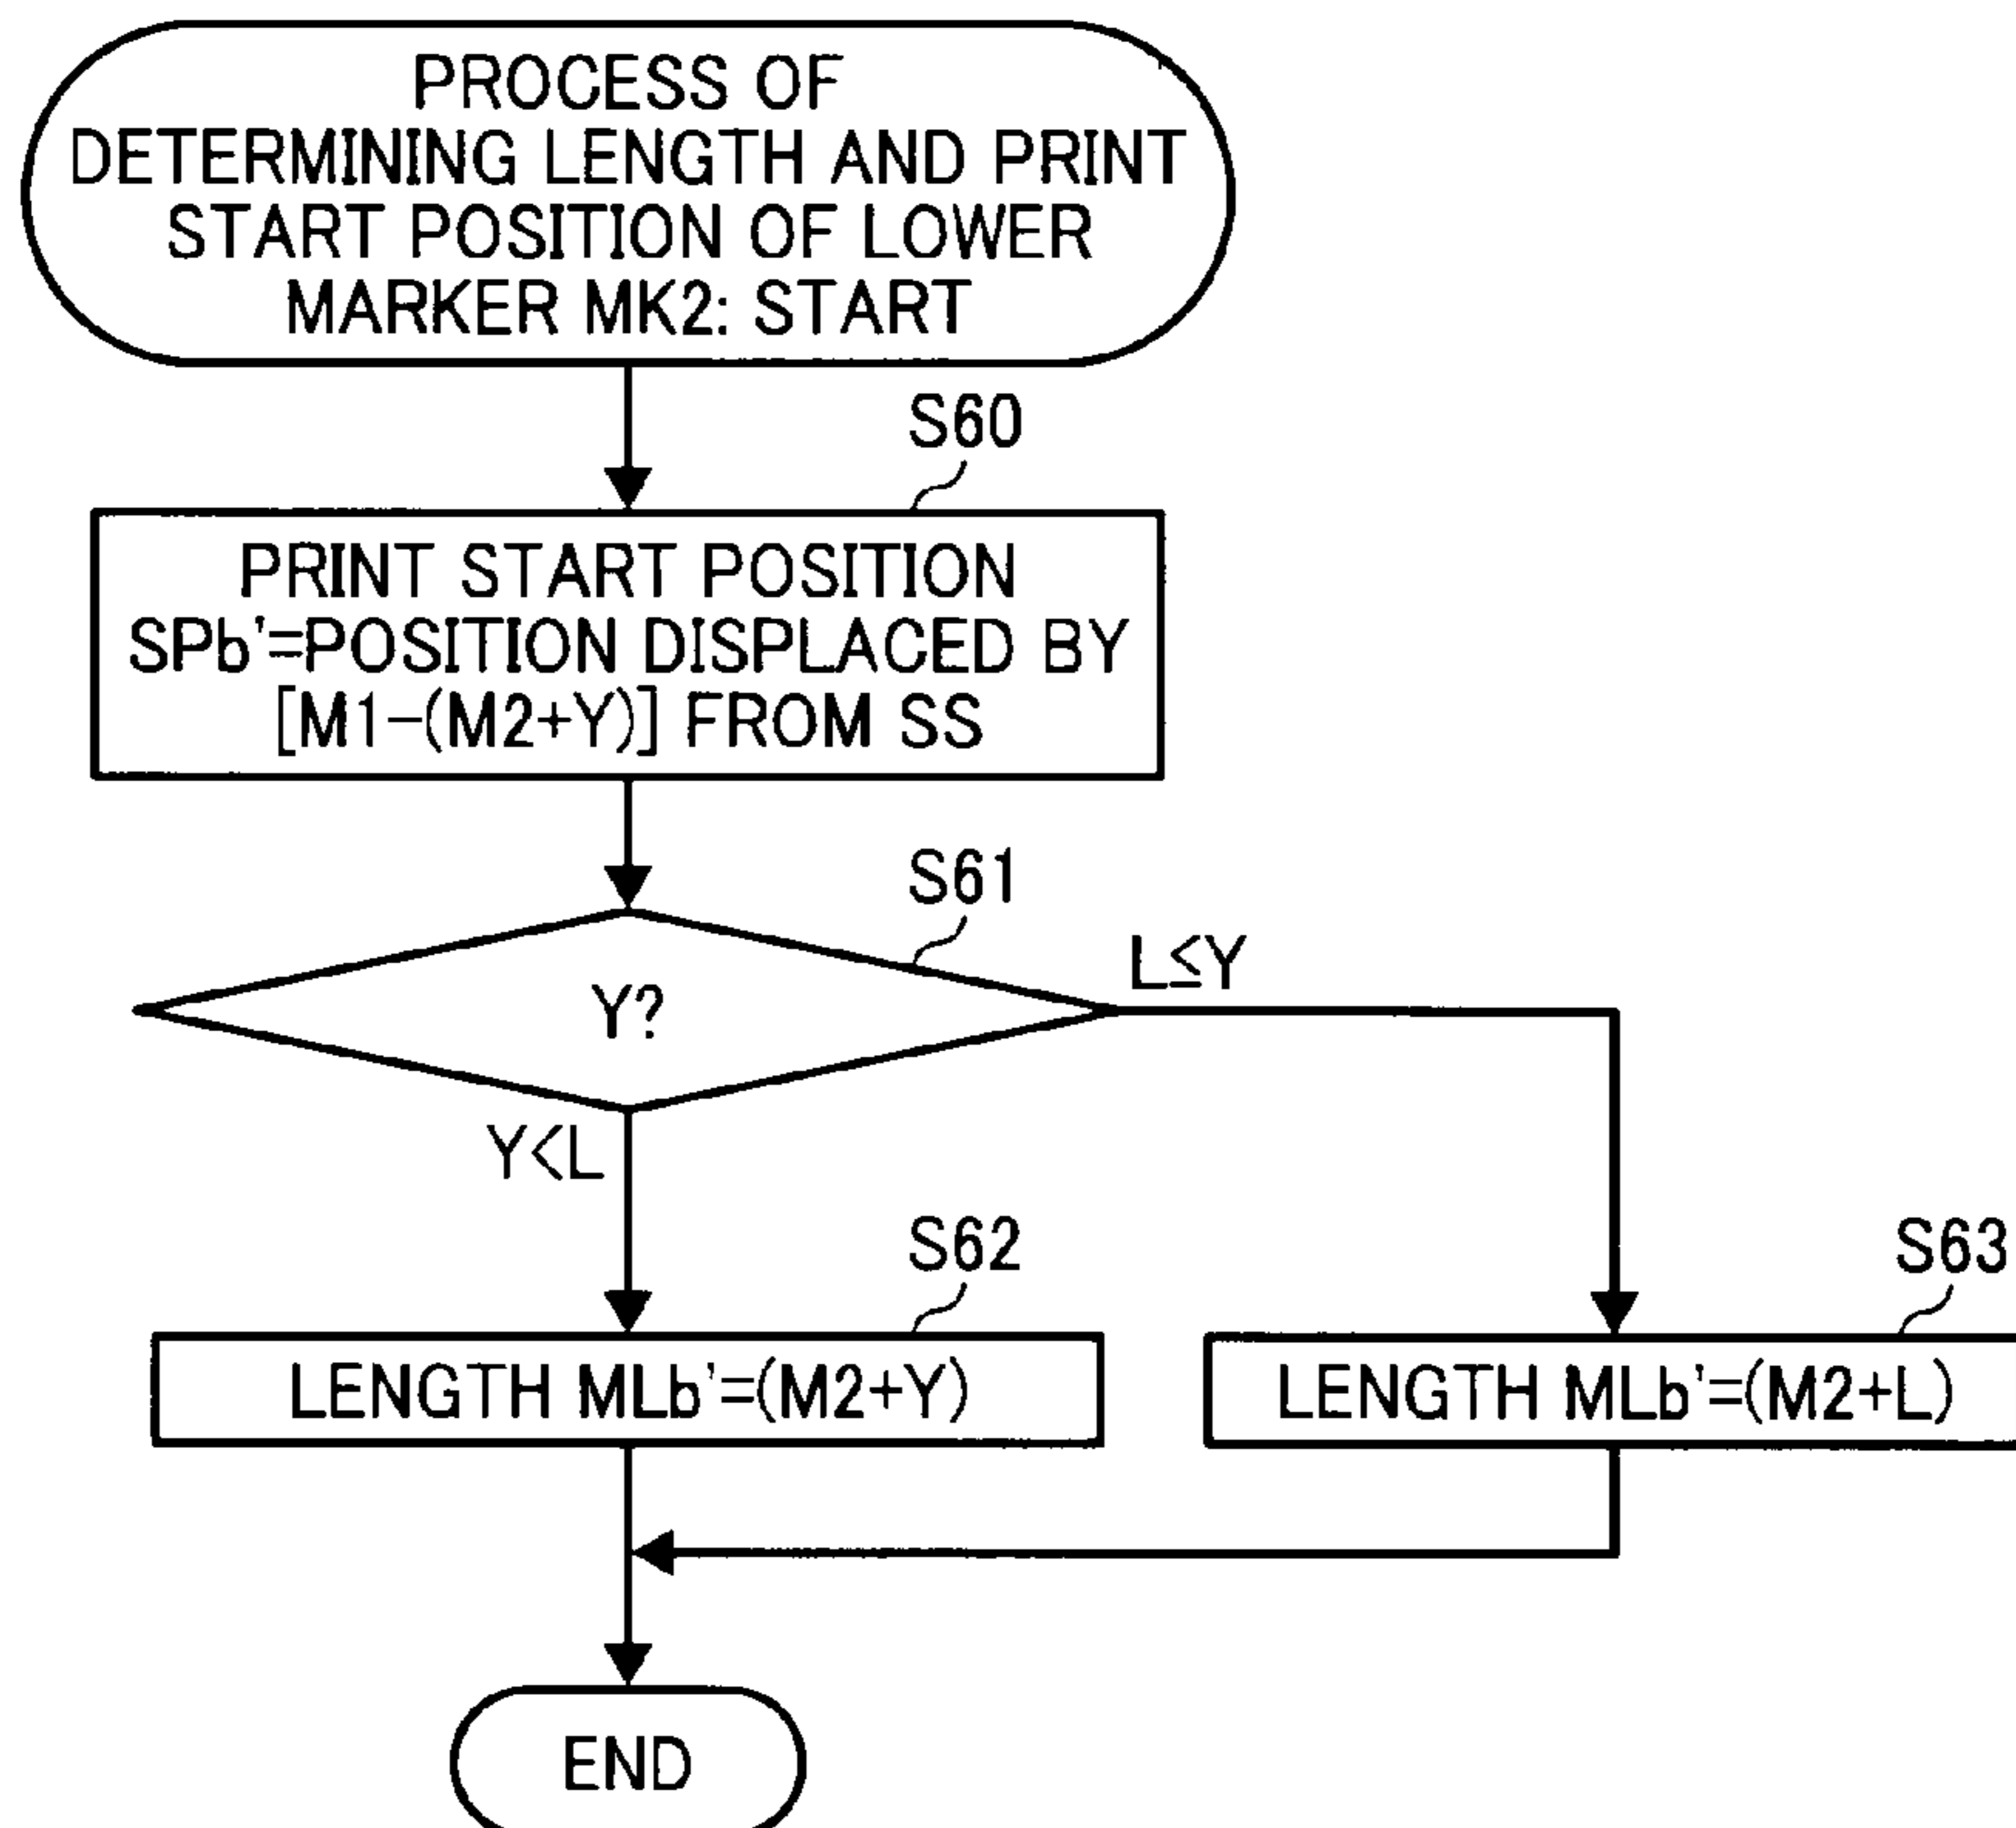 PROCESS OF
DETERMINING LENGTH AND PRINT
START POSITION OF LOWER
MARKER MK2: START
S60
PRINT START POSITION
SPb'=POSITION DISPLACED BY
[M1-(M2+Y)] FROM SS
S61
L≤Y
Y?
Y<L
S62
S63
LENGTH MLb'=(M2+Y)
LENGTH MLb'=(M2+L)
END